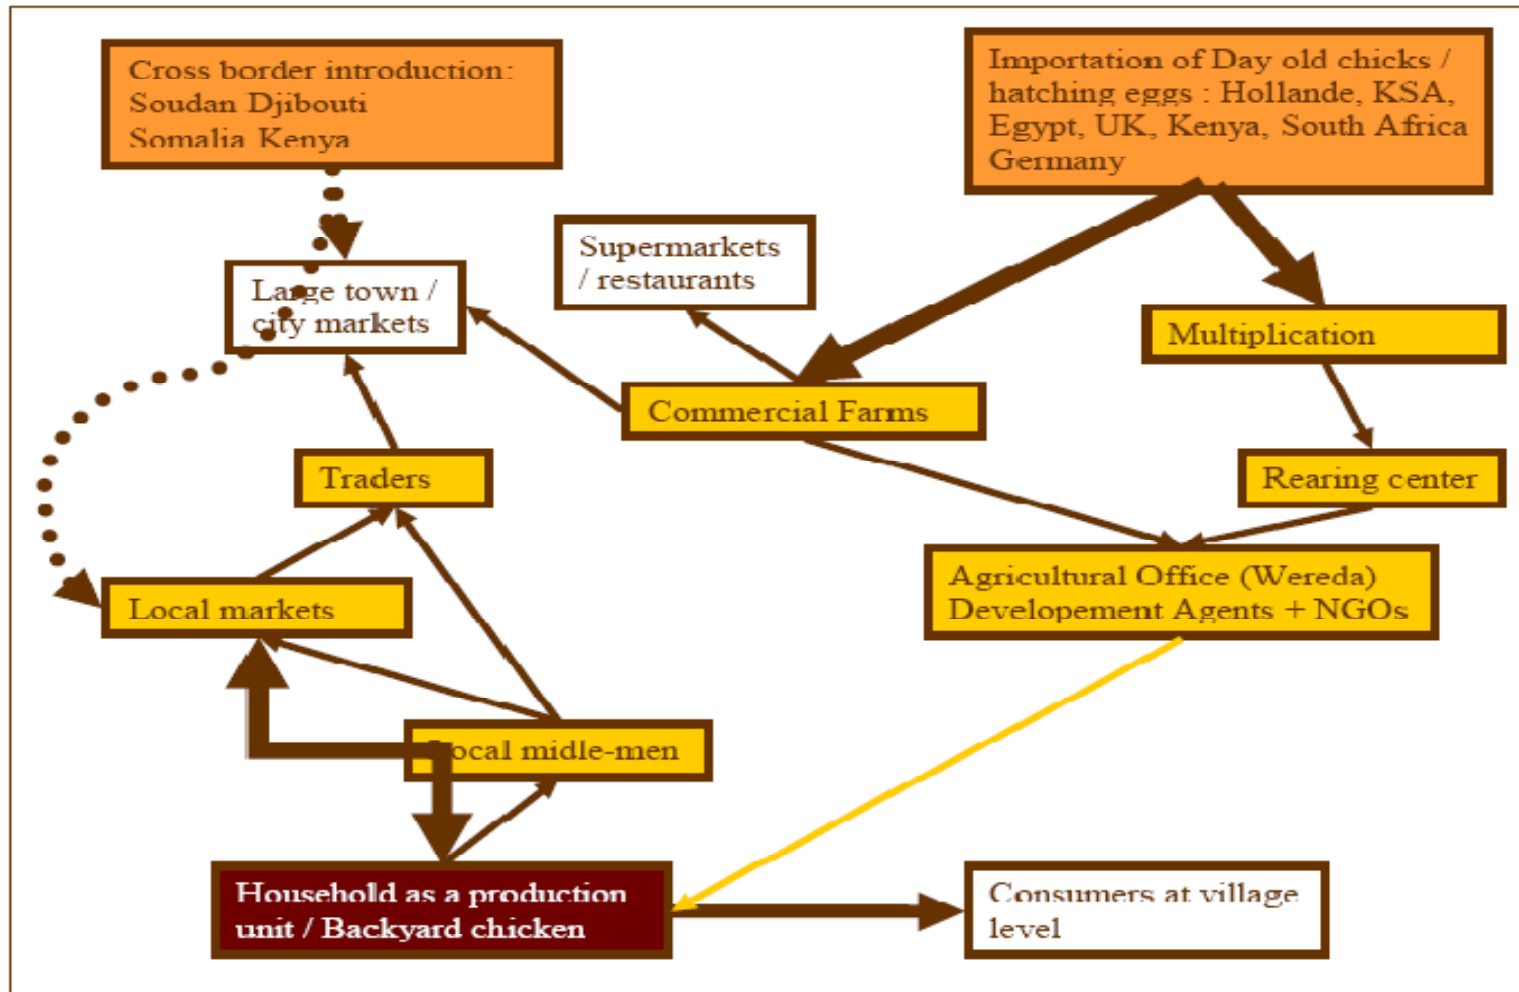 Cross border introduction:
Soudan Djibouti
Somalia Kenya
Importation of Day old chicks /
hatching eggs : Hollande, KSA,
Egypt, UK, Kenya, South Africa
Germany
Supermarkets
/ restaurants
Large town /
city markets
Multiplication
Commercial Farms
Traders
Rearing center
Agricultural Office (Wereda)
Developement Agents + NGOs
Local markets
Local midle-men
Household as a production
unit / Backyard chicken
Consumers at village
level